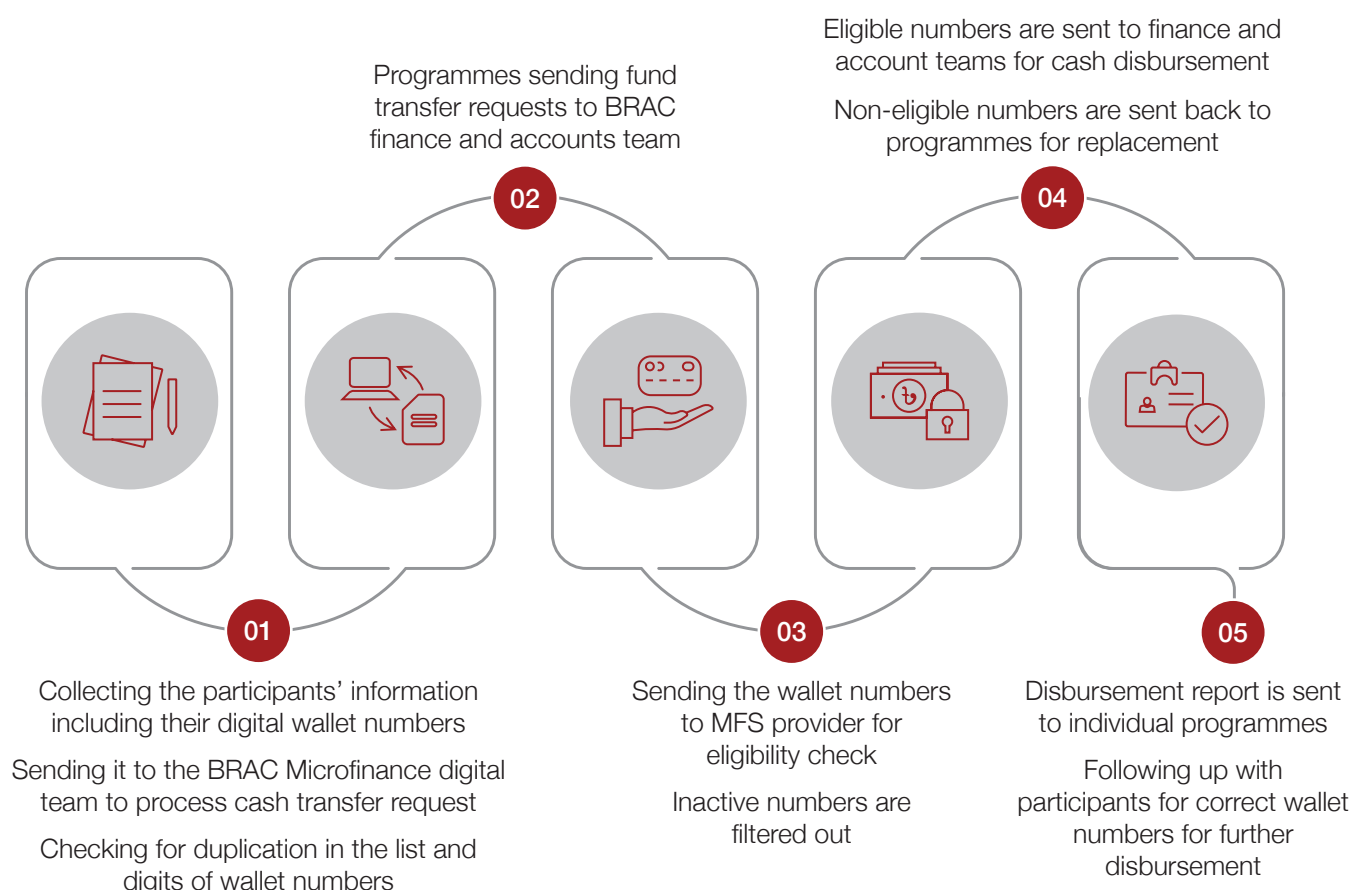 01
Collecting the participants’ information
including their digital wallet numbers
Sending it to the BRAC Microfinance digital
team to process cash transfer request
Checking for duplication in the list and
digits of wallet numbers
Programmes sending fund
transfer requests to BRAC
finance and accounts team
02
03
Sending the wallet numbers
to MFS provider for
eligibility check
Inactive numbers are
filtered out
Eligible numbers are sent to finance and
account teams for cash disbursement
Non-eligible numbers are sent back to
programmes for replacement
04
৳
05
Disbursement report is sent
to individual programmes
Following up with
participants for correct wallet
numbers for further
disbursement